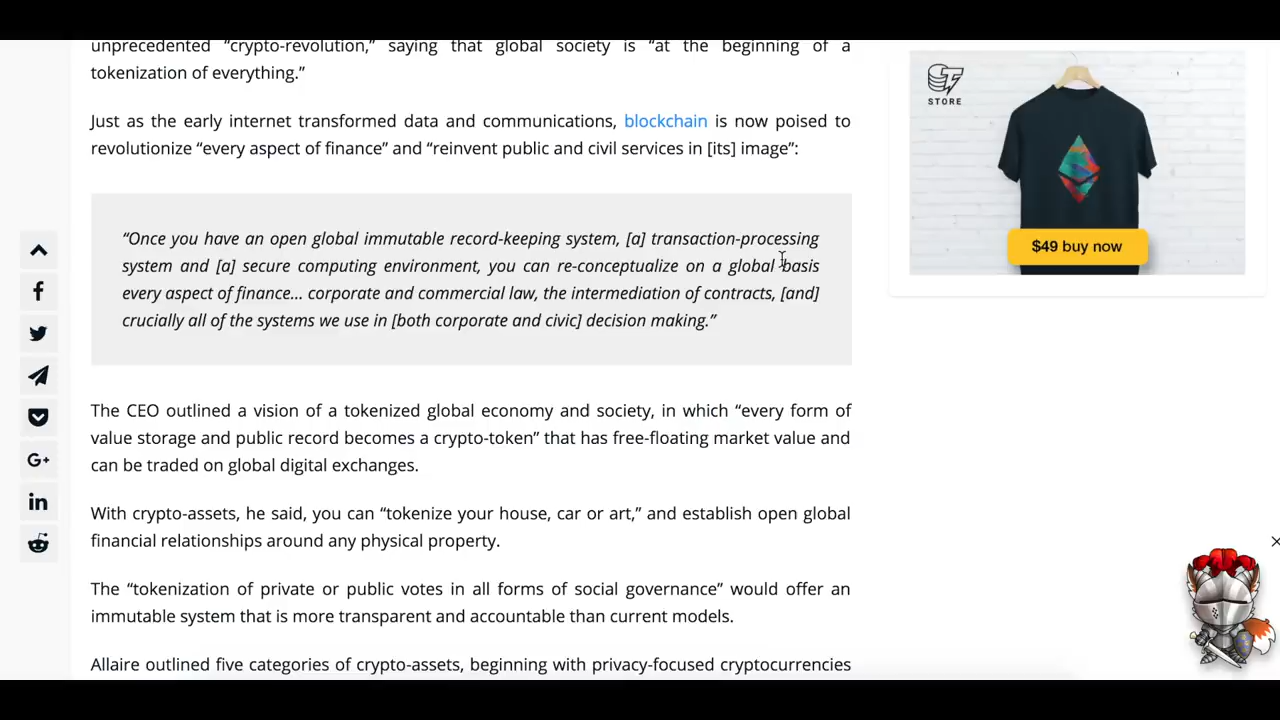 unprecedented “crypto-revolution,” saying that global society is “at the beginning of a
tokenization of everything.”
Just as the early internet transformed data and communications, blockchain is now poised to
revolutionize “every aspect of finance” and “reinvent public and civil services in [its] image”:
“Once you have an open global immutable record-keeping system, [a] transaction-processing
system and [a] secure computing environment, you can re-conceptualize on a global basis
every aspect of finance... corporate and commercial law, the intermediation of contracts, [and]
crucially all of the systems we use in [both corporate and civic] decision making.”
The CEO outlined a vision of a tokenized global economy and society, in which “every form of
value storage and public record becomes a crypto-token” that has free-floating market value and
can be traded on global digital exchanges.
With crypto-assets, he said, you can “tokenize your house, car or art,” and establish open global
financial relationships around any physical property.
The “tokenization of private or public votes in all forms of social governance” would offer an
immutable system that is more transparent and accountable than current models.
Allaire outlined five categories of crypto-assets, beginning with privacy-focused cryptocurrencies
STORE
$49 buy now